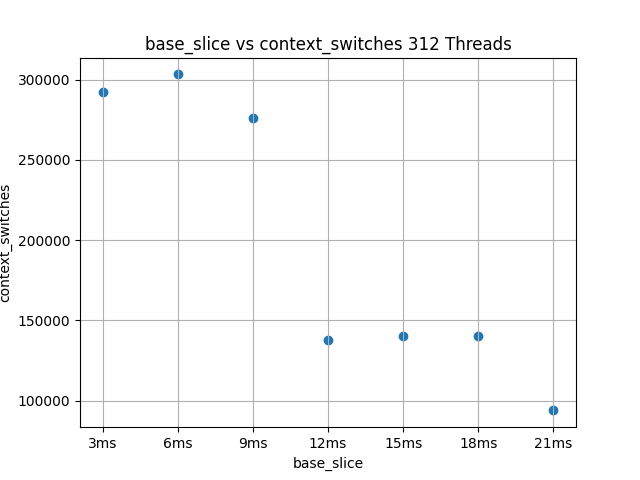 base_slice vs context_switches 312 Threads
context_switches
300000
250000
200000
150000
100000
3ms 6ms 9ms 12ms 15ms 18ms 21ms
base_slice